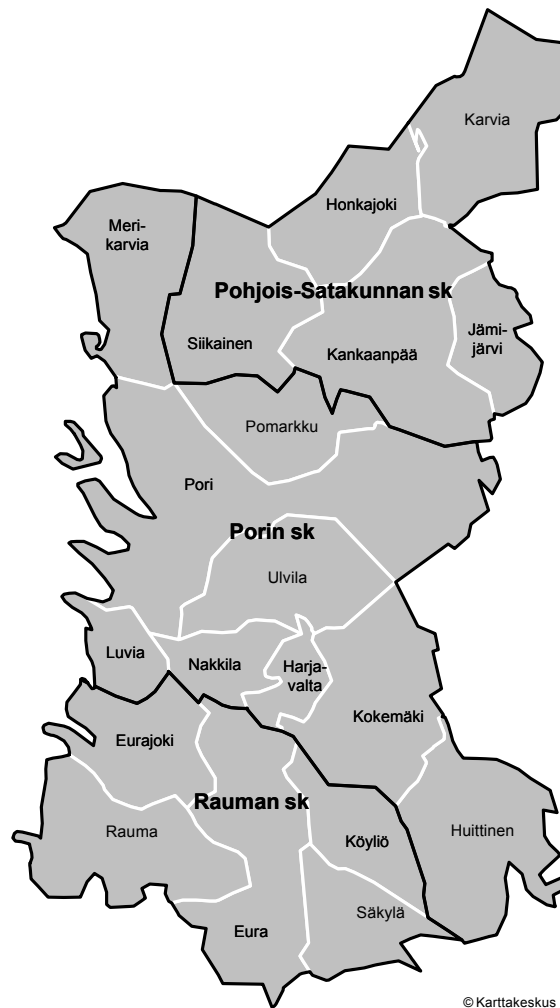 Karvia
Honkajoki
Meri-
karvia
Pohjois-Satakunnan sk
Siikainen
Kankaanpää
Jämi-
järvi
Pomarkku
Pori
Porin sk
Ulvila
Luvia
Nakkila
Harja-
valta
Kokemäki
Eurajoki
Rauman sk
Rauma
Köyliö
Huittinen
Säkylä
Eura
© Karttakeskus